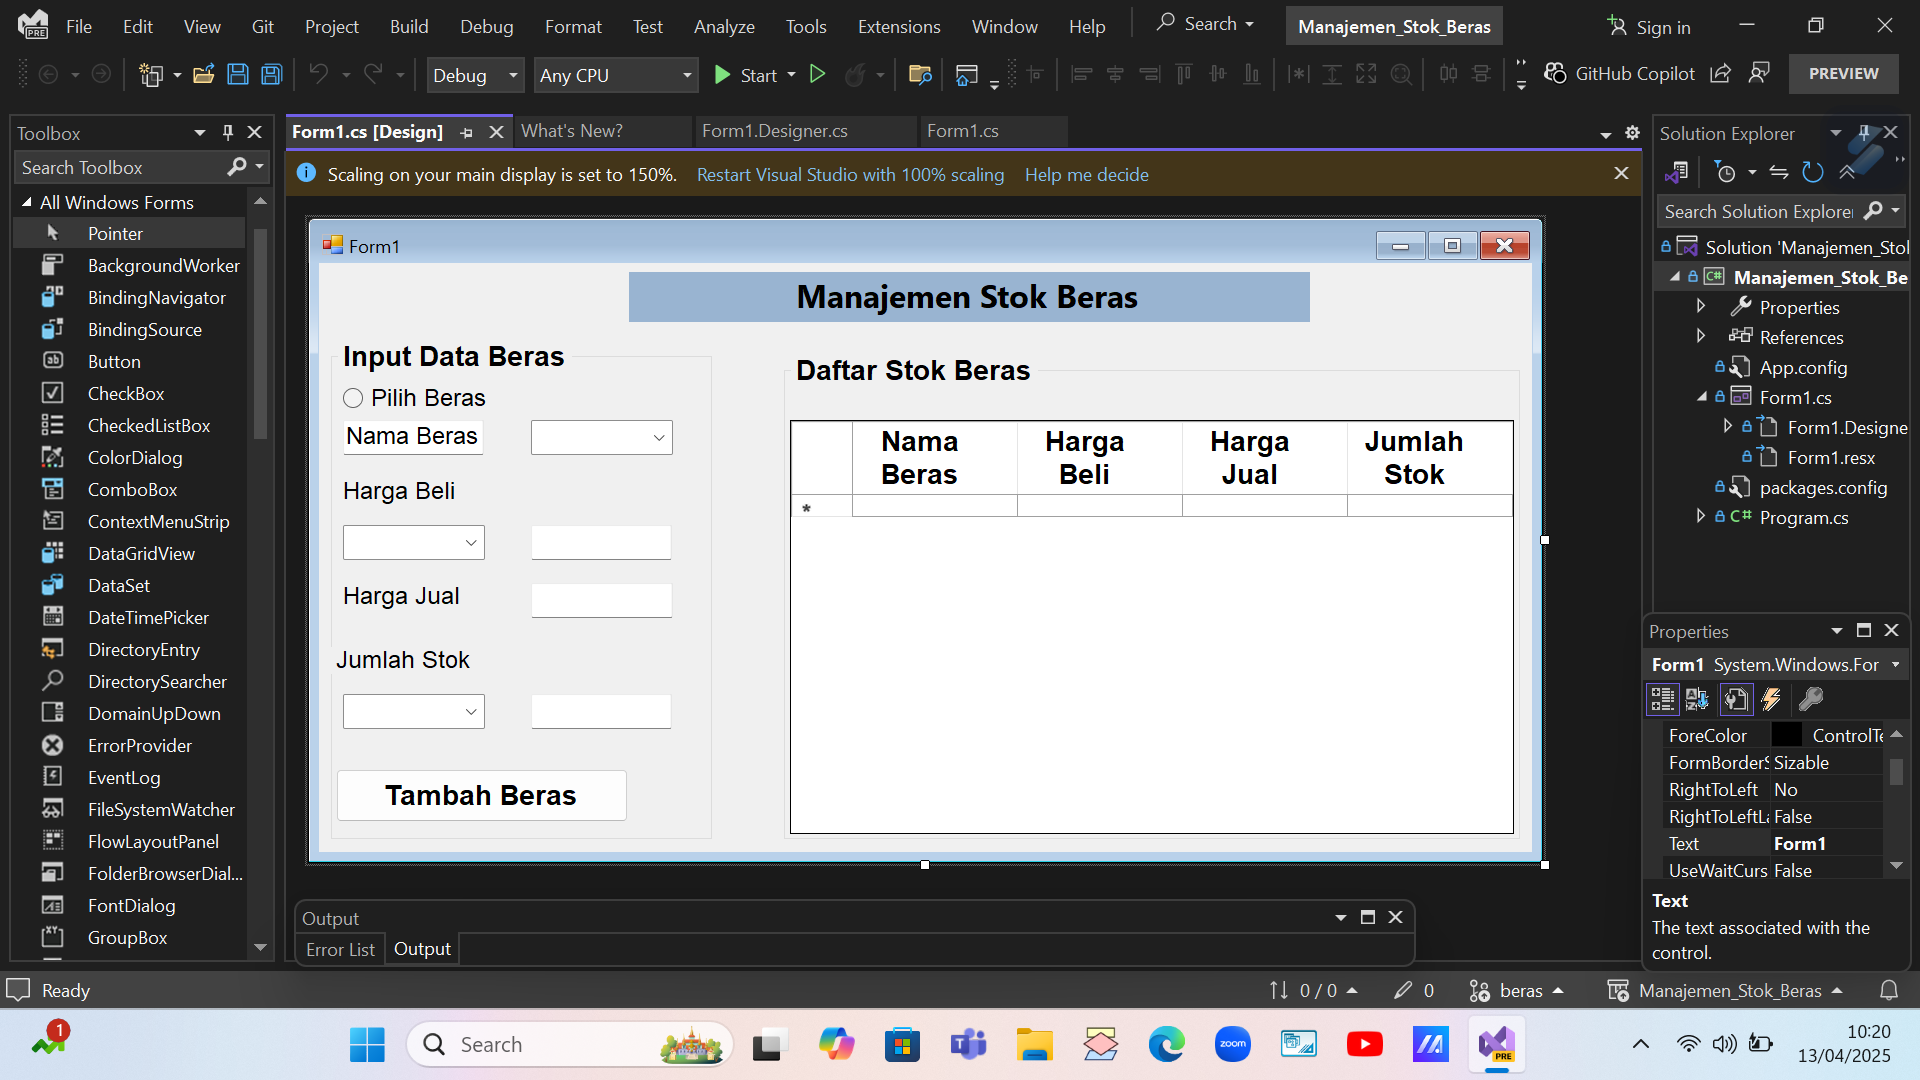 File Edit View Git Project Build Debug Format Test Analyze Tools Extensions Window Help Search Manajemen_Stok_Beras Sign in
PRE
Debug Any CPU Start GitHub Copilot PREVIEW
Toolbox
Search Toolbox
All Windows Forms
Pointer
BackgroundWorker
BindingNavigator
BindingSource
Button
CheckBox
CheckedListBox
ColorDialog
ComboBox
ContextMenuStrip
DataGridView
DataSet
DateTimePicker
DirectoryEntry
DirectorySearcher
DomainUpDown
ErrorProvider
EventLog
FileSystemWatcher
FlowLayoutPanel
FolderBrowserDial...
FontDialog
GroupBox
Form1.cs [Design] What's New? Form1.Designer.cs Form1.cs
Scaling on your main display is set to 150%. Restart Visual Studio with 100% scaling Help me decide
Form1
Manajemen Stok Beras
Input Data Beras
Pilih Beras
Nama Beras
Harga Beli
Harga Jual
Jumlah Stok
Tambah Beras
Daftar Stok Beras
Nama Beras
Harga Beli
Harga Jual
Jumlah Stok
*
Output
Error List Output
Solution Explorer
Search Solution Explorer
Solution 'Manajemen_Stol
Manajemen_Stok_Be
Properties
References
App.config
Form1.cs
Form1.Designe
Form1.resx
packages.config
C# Program.cs
Properties
Form1 System.Windows.For
ForeColor ControlTe
FormBorderS Sizable
RightToLeft No
RightToLeftLa False
Text Form1
UseWaitCurs False
Text
The text associated with the
control.
Ready 0 / 0 0 beras Manajemen_Stok_Beras
1
Search
zoom
PRE
10:20
13/04/2025